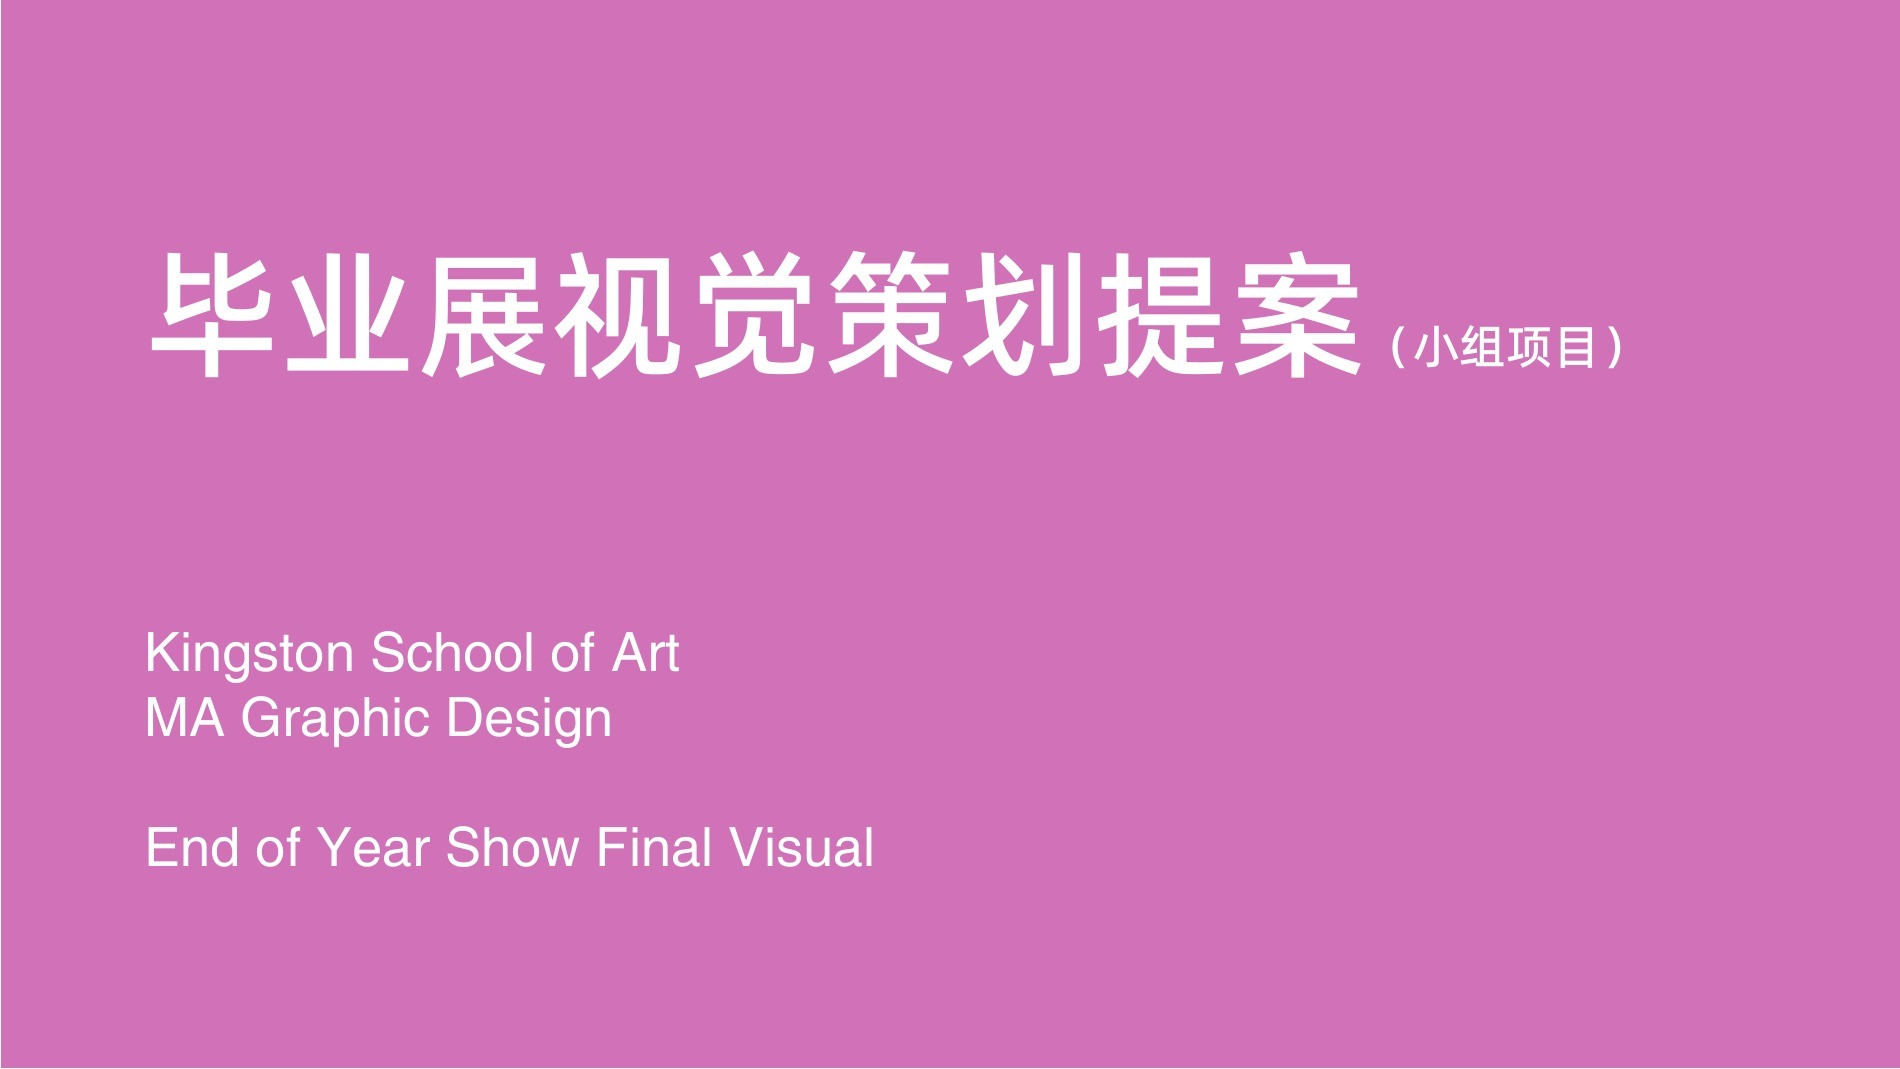 毕业展视觉策划提案（小组项目）
Kingston School of Art
MA Graphic Design
End of Year Show Final Visual